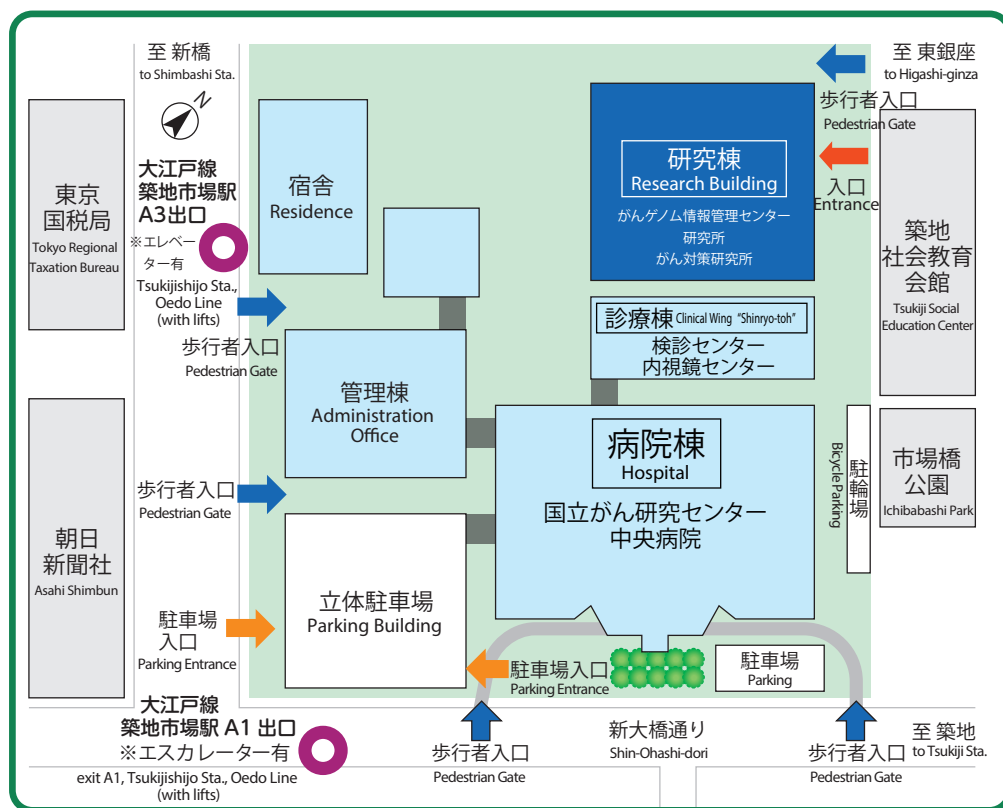 至 新橋
to Shimbashi Sta.
N
大江戸線
築地市場駅
A3出口
※エレベー
ター有
Tsukijishijo Sta.,
Oedo Line
(with lifts)
東京
国税局
Tokyo Regional
Taxation Bureau
宿舎
Residence
研究棟
Research Building
がんゲノム情報管理センター
研究所
がん対策研究所
至 東銀座
to Higashi-ginza
歩行者入口
Pedestrian Gate
入口
Entrance
築地
社会教育
会館
Tsukiji Social
Education Center
歩行者入口
Pedestrian Gate
管理棟
Administration
Office
診療棟 Clinical Wing "Shinryo-toh"
検診センター
内視鏡センター
病院棟
Hospital
国立がん研究センター
中央病院
駐輪場
Bicycle Parking
市場橋
公園
Ichibabashi Park
歩行者入口
Pedestrian Gate
朝日
新聞社
Asahi Shimbun
立体駐車場
Parking Building
駐車場
入口
Parking Entrance
駐車場入口
Parking Entrance
駐車場
Parking
大江戸線
築地市場駅 A1 出口
※エスカレーター有
exit A1, Tsukijishijo Sta., Oedo Line
(with lifts)
歩行者入口
Pedestrian Gate
新大橋通り
Shin-Ohashi-dori
歩行者入口
Pedestrian Gate
至 築地
to Tsukiji Sta.